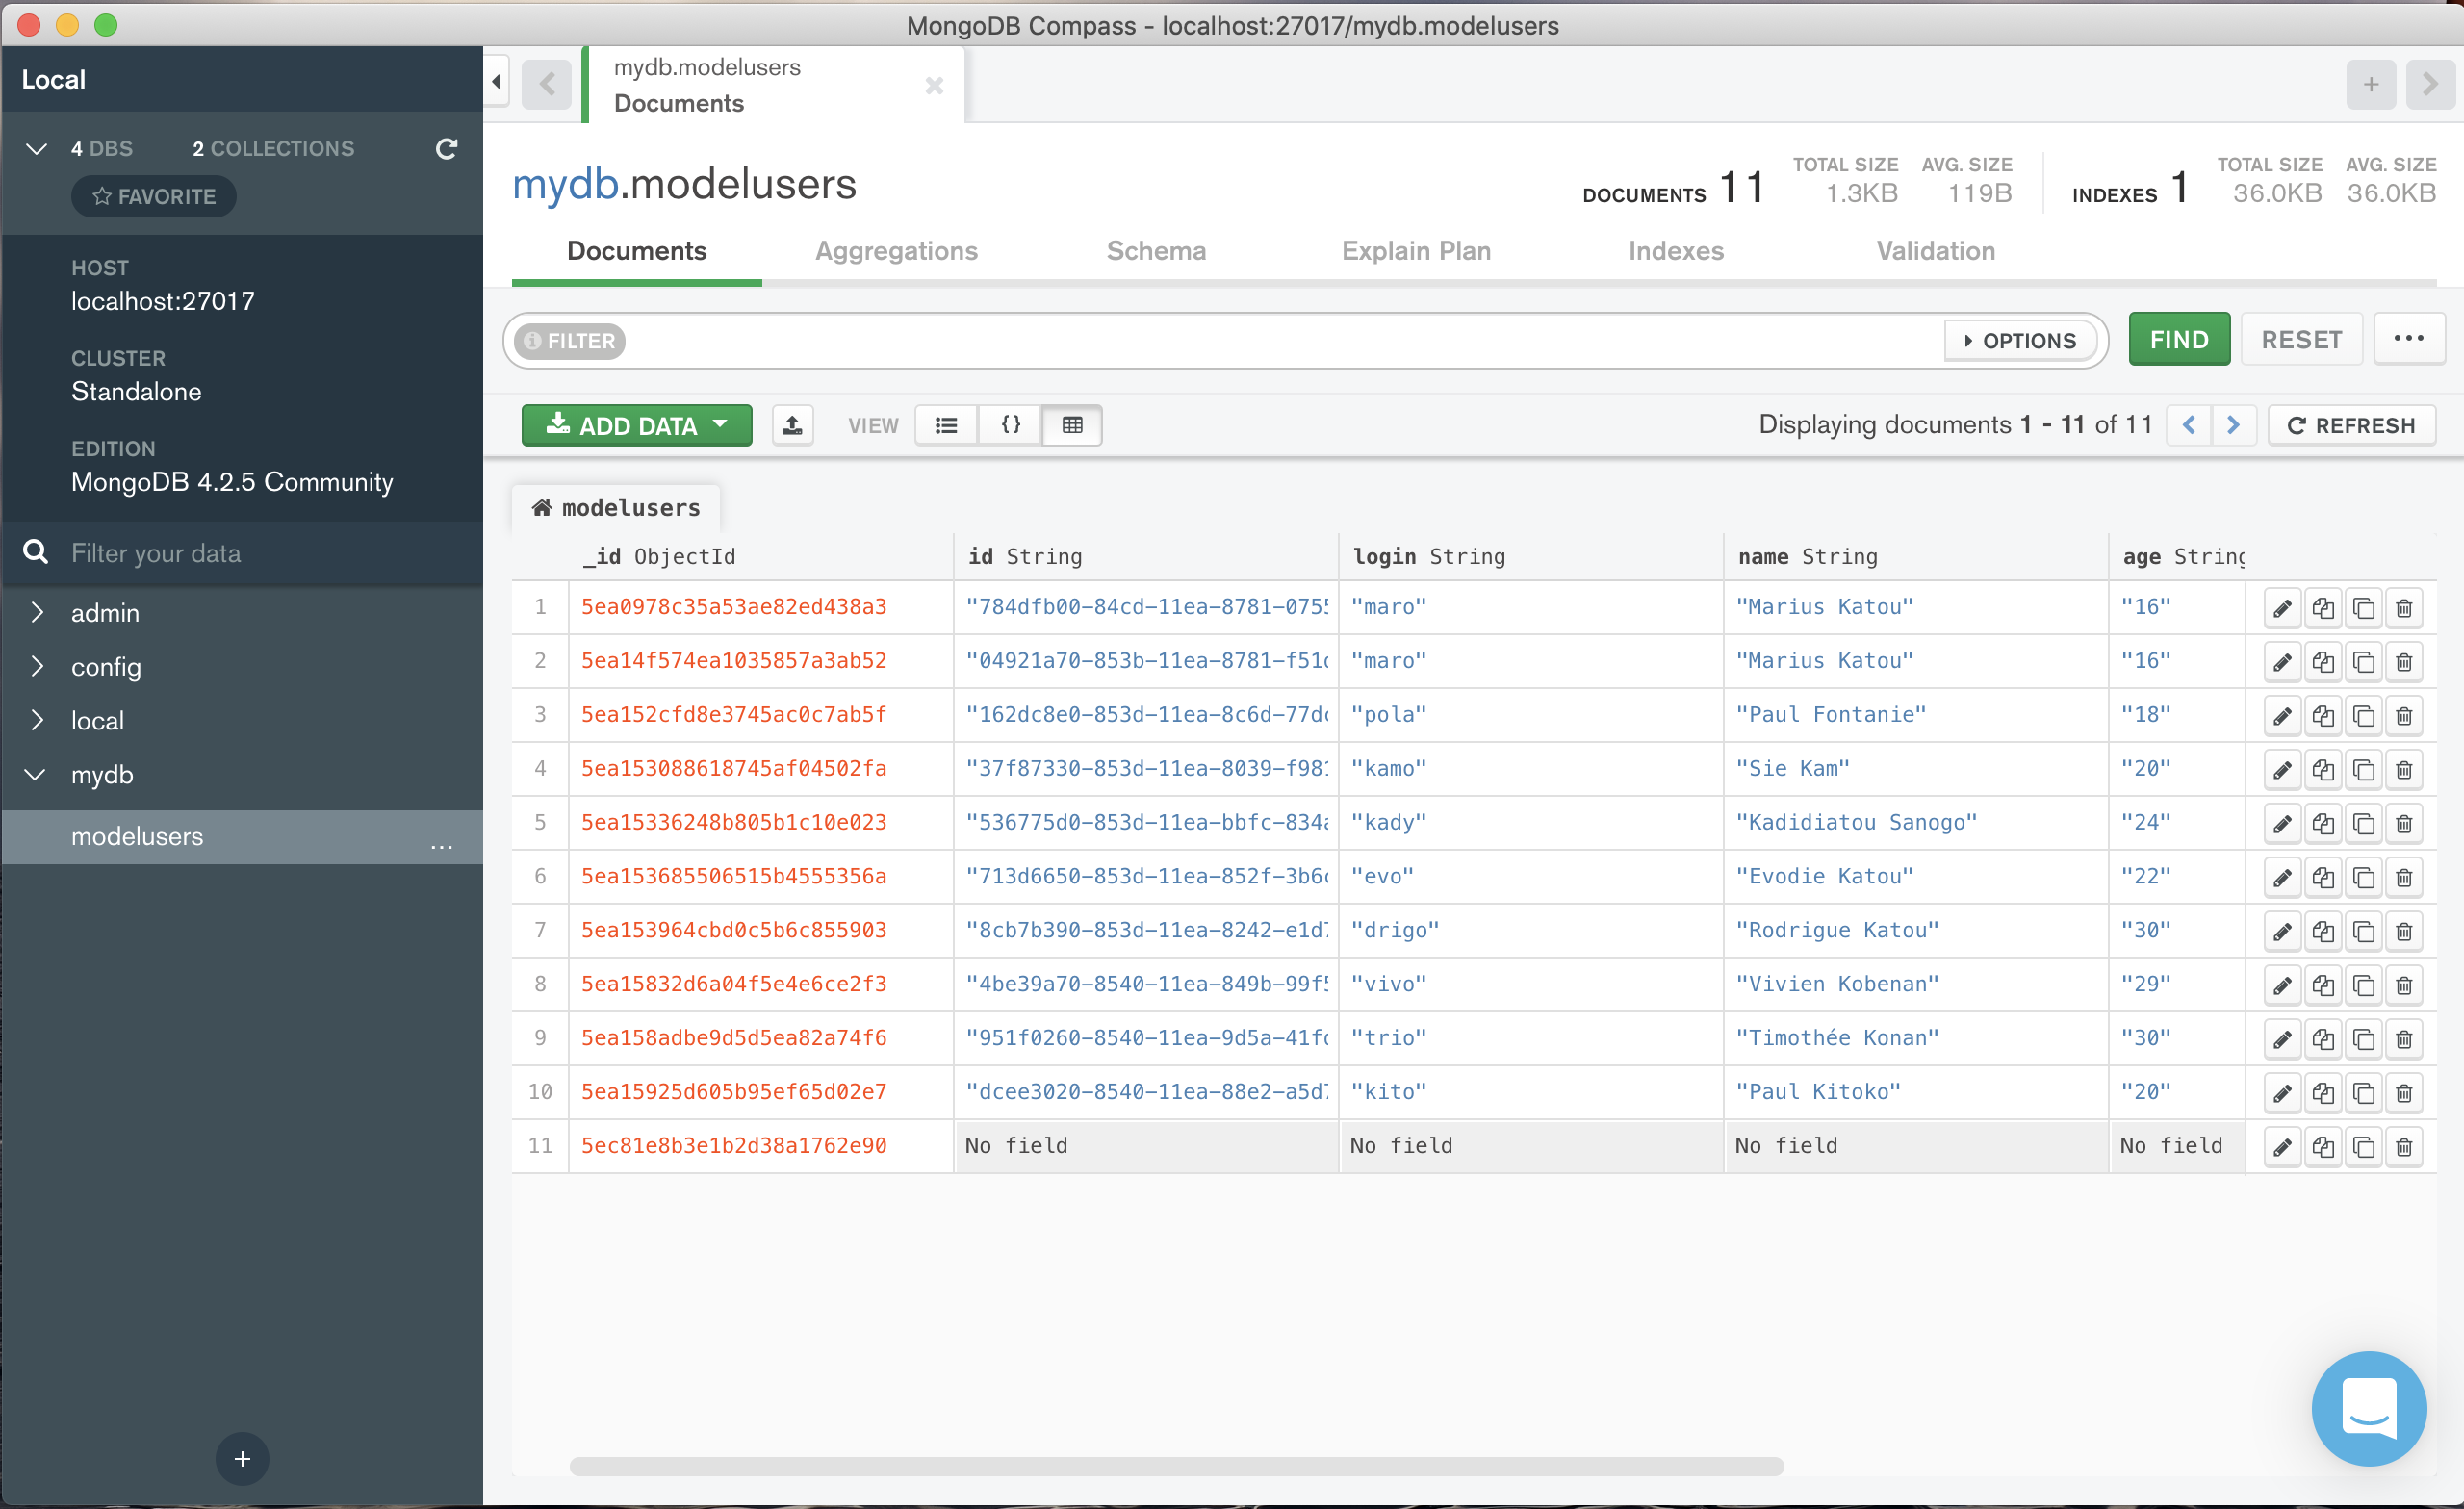 MongoDB Compass - localhost:27017/mydb.modelusers
Local
4 DBS 2 COLLECTIONS
FAVORITE
HOST
localhost:27017
CLUSTER
Standalone
EDITION
MongoDB 4.2.5 Community
Filter your data
admin
config
local
mydb
modelusers ...
mydb.modelusers
Documents
mydb.modelusers
DOCUMENTS 11 TOTAL SIZE 1.3KB AVG. SIZE 119B INDEXES 1 TOTAL SIZE 36.0KB AVG. SIZE 36.0KB
Documents Aggregations Schema Explain Plan Indexes Validation
FILTER OPTIONS FIND RESET ...
ADD DATA VIEW {} Displaying documents 1 - 11 of 11 REFRESH
modelusers
_id ObjectId id String login String name String age String
1 5ea0978c35a53ae82ed438a3 "784dfb00-84cd-11ea-8781-075 "maro" "Marius Katou" "16"
2 5ea14f574ea1035857a3ab52 "04921a70-853b-11ea-8781-f51 "maro" "Marius Katou" "16"
3 5ea152cfd8e3745ac0c7ab5f "162dc8e0-853d-11ea-8c6d-77d "pola" "Paul Fontanie" "18"
4 5ea153088618745af04502fa "37f87330-853d-11ea-8039-f98 "kamo" "Sie Kam" "20"
5 5ea15336248b805b1c10e023 "536775d0-853d-11ea-bbfc-834 "kady" "Kadidiatou Sanogo" "24"
6 5ea153685506515b4555356a "713d6650-853d-11ea-852f-3b6 "evo" "Evodie Katou" "22"
7 5ea153964cbd0c5b6c855903 "8cb7b390-853d-11ea-8242-e1d "drigo" "Rodrigue Katou" "30"
8 5ea15832d6a04f5e4e6ce2f3 "4be39a70-8540-11ea-849b-99f "vivo" "Vivien Kobenan" "29"
9 5ea158adbe9d5d5ea82a74f6 "951f0260-8540-11ea-9d5a-41f "trio" "Timothée Konan" "30"
10 5ea15925d605b95ef65d02e7 "dcee3020-8540-11ea-88e2-a5d "kito" "Paul Kitoko" "20"
11 5ec81e8b3e1b2d38a1762e90 No field No field No field No field